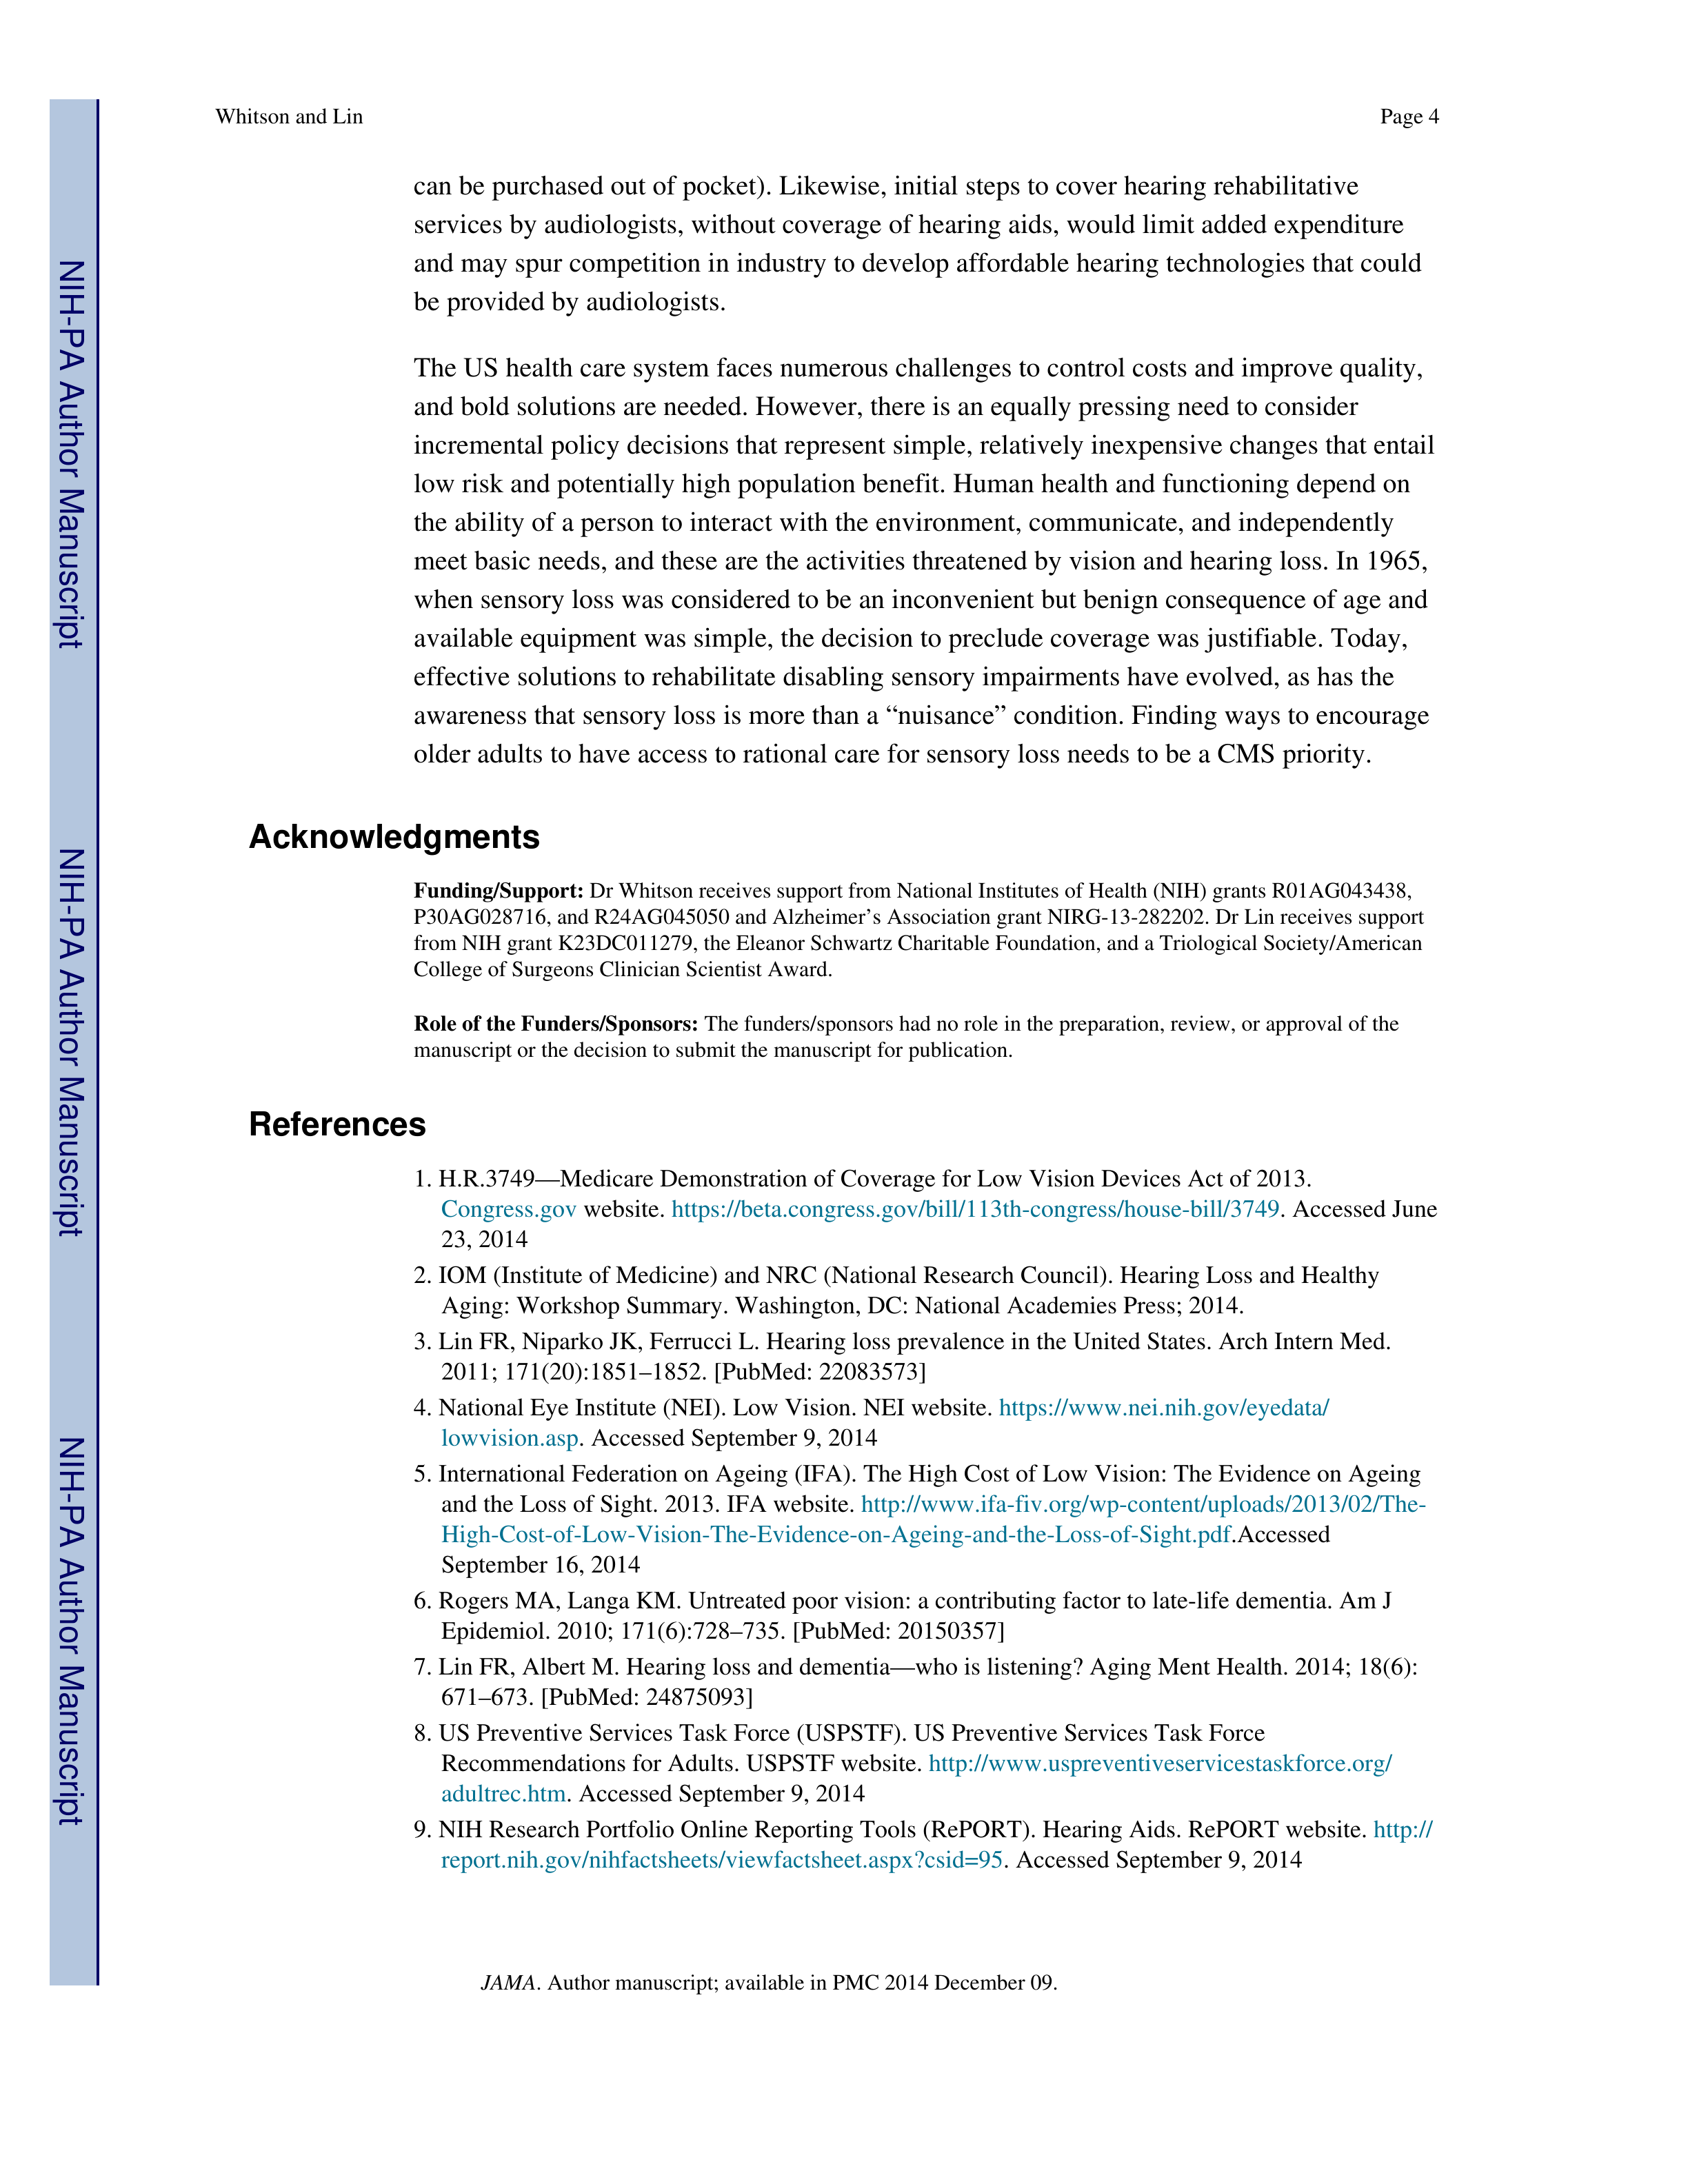 Whitson and Lin
Page 4
can be purchased out of pocket). Likewise, initial steps to cover hearing rehabilitative
services by audiologists, without coverage of hearing aids, would limit added expenditure
and may spur competition in industry to develop affordable hearing technologies that could
be provided by audiologists.
The US health care system faces numerous challenges to control costs and improve quality,
and bold solutions are needed. However, there is an equally pressing need to consider
incremental policy decisions that represent simple, relatively inexpensive changes that entail
low risk and potentially high population benefit. Human health and functioning depend on
the ability of a person to interact with the environment, communicate, and independently
meet basic needs, and these are the activities threatened by vision and hearing loss. In 1965,
when sensory loss was considered to be an inconvenient but benign consequence of age and
available equipment was simple, the decision to preclude coverage was justifiable. Today,
effective solutions to rehabilitate disabling sensory impairments have evolved, as has the
awareness that sensory loss is more than a “nuisance” condition. Finding ways to encourage
older adults to have access to rational care for sensory loss needs to be a CMS priority.
Acknowledgments
Funding/Support: Dr Whitson receives support from National Institutes of Health (NIH) grants R01AG043438,
P30AG028716, and R24AG045050 and Alzheimer’s Association grant NIRG-13-282202. Dr Lin receives support
from NIH grant K23DC011279, the Eleanor Schwartz Charitable Foundation, and a Triological Society/American
College of Surgeons Clinician Scientist Award.
Role of the Funders/Sponsors: The funders/sponsors had no role in the preparation, review, or approval of the
manuscript or the decision to submit the manuscript for publication.
References
1. H.R.3749—Medicare Demonstration of Coverage for Low Vision Devices Act of 2013.
Congress.gov website. https://beta.congress.gov/bill/113th-congress/house-bill/3749. Accessed June
23, 2014
2. IOM (Institute of Medicine) and NRC (National Research Council). Hearing Loss and Healthy
Aging: Workshop Summary. Washington, DC: National Academies Press; 2014.
3. Lin FR, Niparko JK, Ferrucci L. Hearing loss prevalence in the United States. Arch Intern Med.
2011; 171(20):1851–1852. [PubMed: 22083573]
4. National Eye Institute (NEI). Low Vision. NEI website. https://www.nei.nih.gov/eyedata/
lowvision.asp. Accessed September 9, 2014
5. International Federation on Ageing (IFA). The High Cost of Low Vision: The Evidence on Ageing
and the Loss of Sight. 2013. IFA website. http://www.ifa-fiv.org/wp-content/uploads/2013/02/The-
High-Cost-of-Low-Vision-The-Evidence-on-Ageing-and-the-Loss-of-Sight.pdf.Accessed
September 16, 2014
6. Rogers MA, Langa KM. Untreated poor vision: a contributing factor to late-life dementia. Am J
Epidemiol. 2010; 171(6):728–735. [PubMed: 20150357]
7. Lin FR, Albert M. Hearing loss and dementia—who is listening? Aging Ment Health. 2014; 18(6):
671–673. [PubMed: 24875093]
8. US Preventive Services Task Force (USPSTF). US Preventive Services Task Force
Recommendations for Adults. USPSTF website. http://www.uspreventiveservicestaskforce.org/
adultrec.htm. Accessed September 9, 2014
9. NIH Research Portfolio Online Reporting Tools (RePORT). Hearing Aids. RePORT website. http://
report.nih.gov/nihfactsheets/viewfactsheet.aspx?csid=95. Accessed September 9, 2014
JAMA. Author manuscript; available in PMC 2014 December 09.
NIH-PA Author Manuscript
NIH-PA Author Manuscript
NIH-PA Author Manuscript